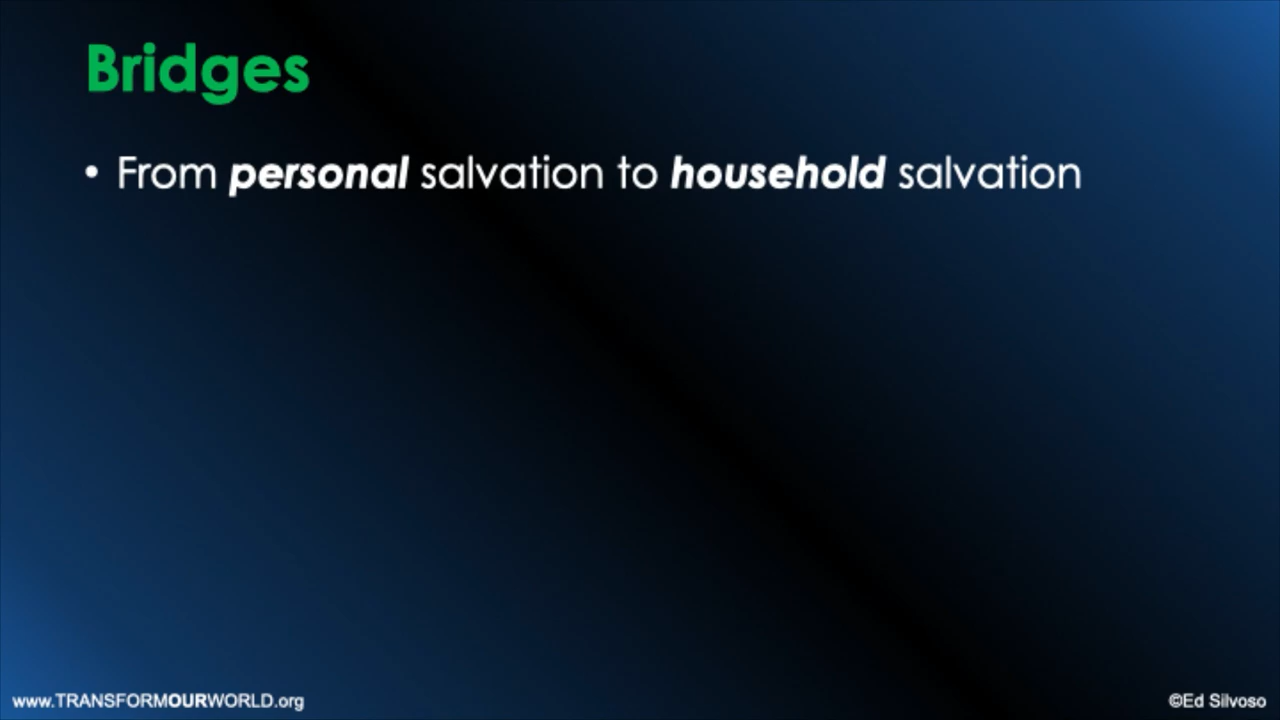 Bridges
• From personal salvation to household salvation
www.TRANSFORMOURWORLD.org
©Ed Silvoso